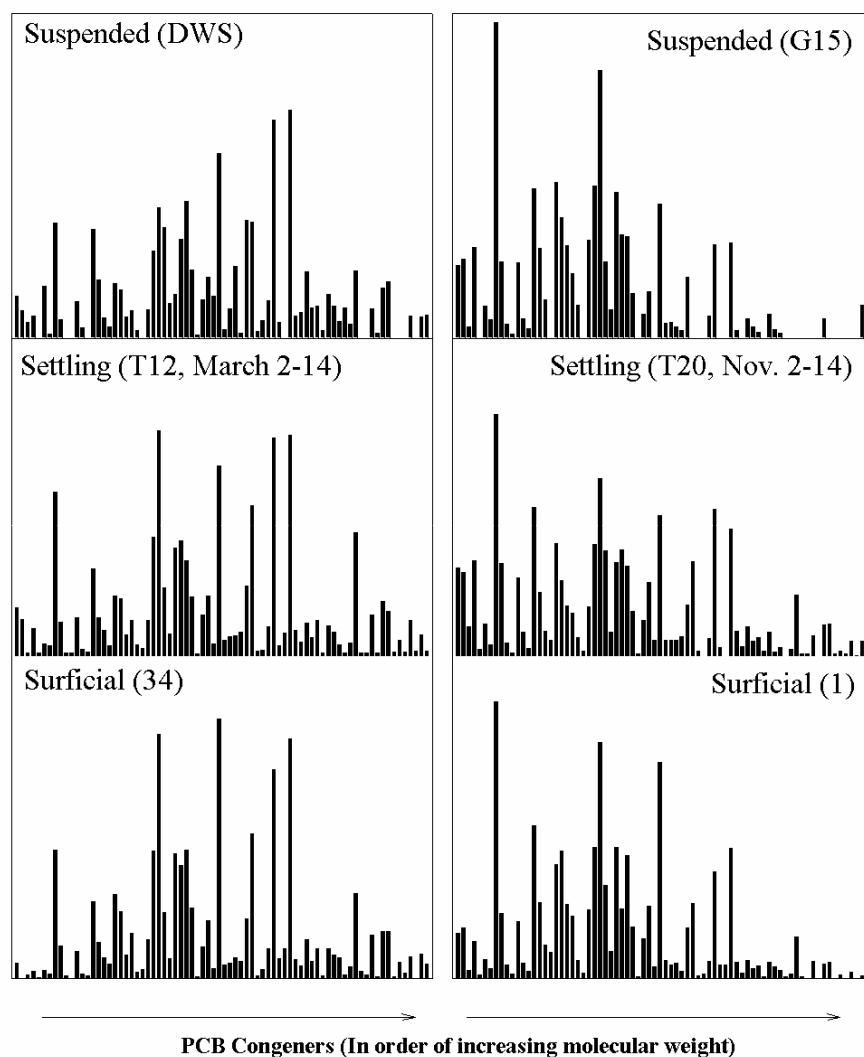 Suspended (DWS)
Suspended (G15)
Settling (T12, March 2-14)
Settling (T20, Nov. 2-14)
Surficial (34)
Surficial (1)
PCB Congeners (In order of increasing molecular weight)